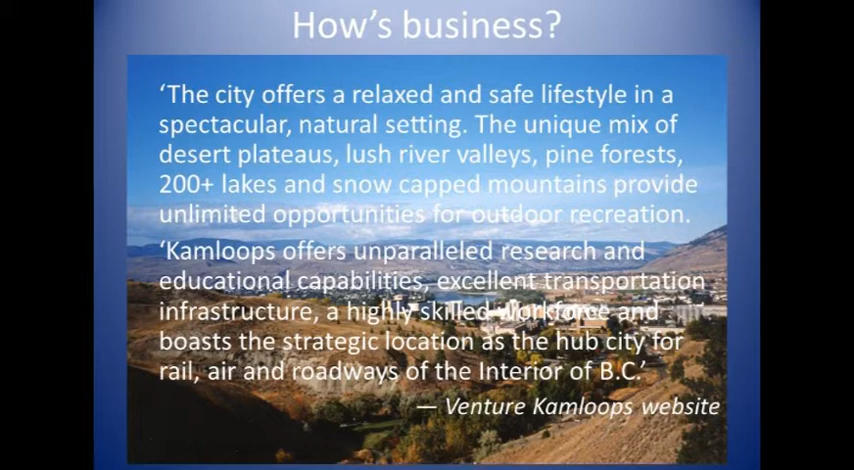 How's business?
‘The city offers a relaxed and safe lifestyle in a
spectacular, natural setting. The unique mix of
desert plateaus, lush river valleys, pine forests,
200+ lakes and snow capped mountains provide
unlimited opportunities for outdoor recreation.
‘Kamloops offers unparalleled research and
educational capabilities, excellent transportation
infrastructure, a highly skilled workforce and
boasts the strategic location as the hub city for
rail, air and roadways of the Interior of B.C.’
— Venture Kamloops website